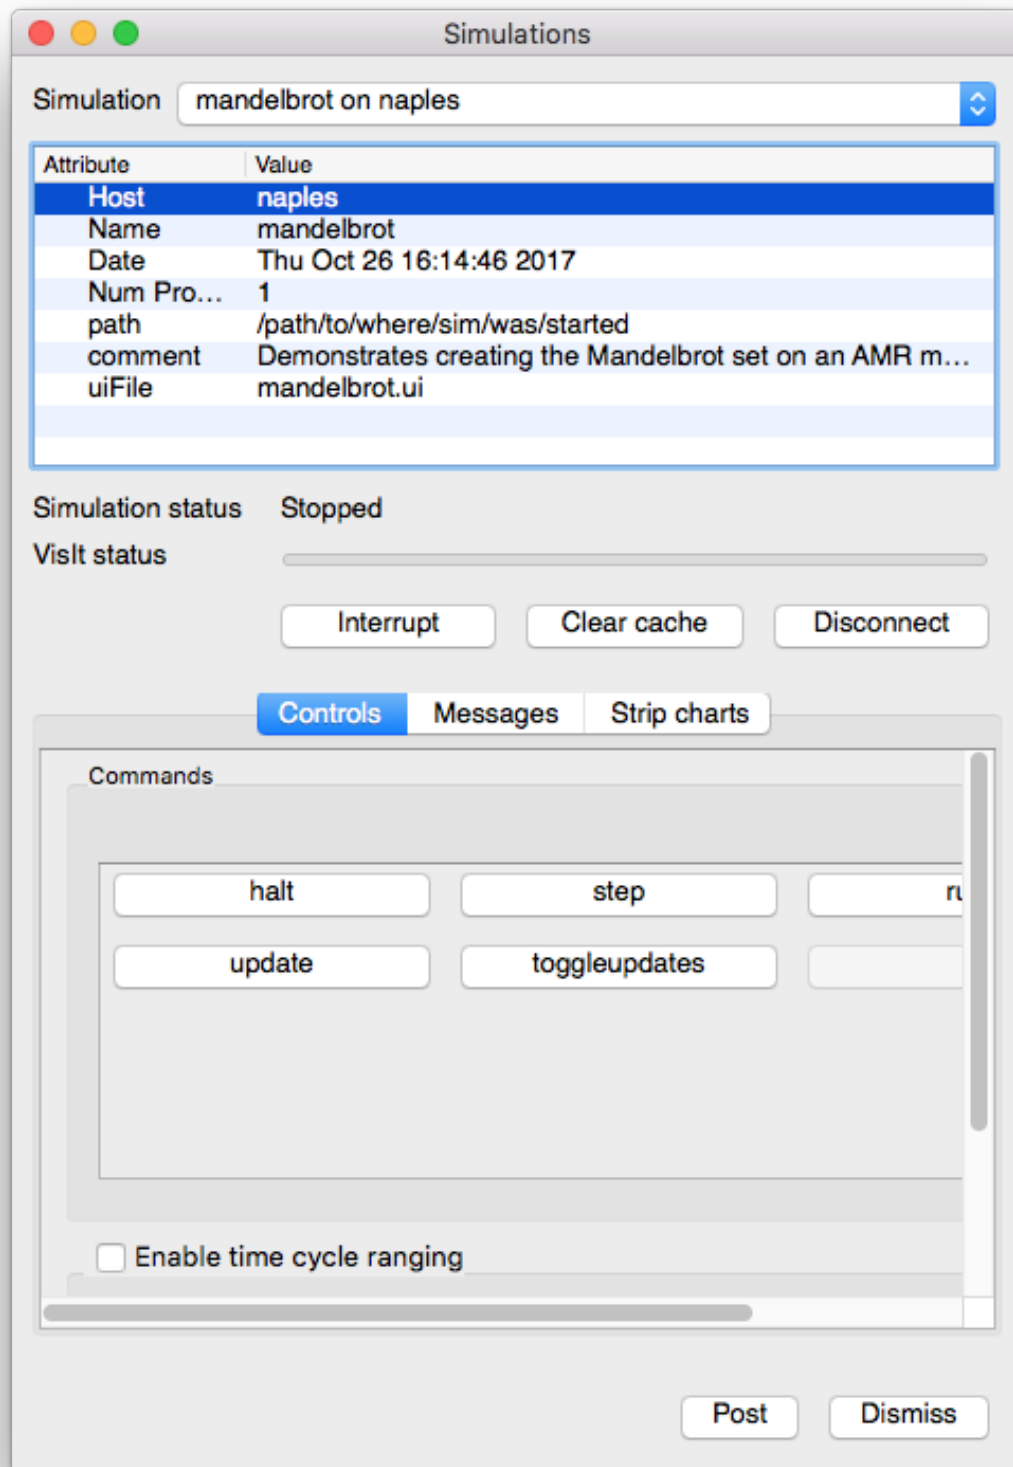 Simulations
Simulation mandelbrot on naples
Attribute Value
Host naples
Name mandelbrot
Date Thu Oct 26 16:14:46 2017
Num Pro... 1
path /path/to/where/sim/was/started
comment Demonstrates creating the Mandelbrot set on an AMR m...
uiFile mandelbrot.ui
Simulation status Stopped
VisIt status
Interrupt Clear cache Disconnect
Controls Messages Strip charts
Commands
halt step
update toggleupdates
Enable time cycle ranging
Post Dismiss